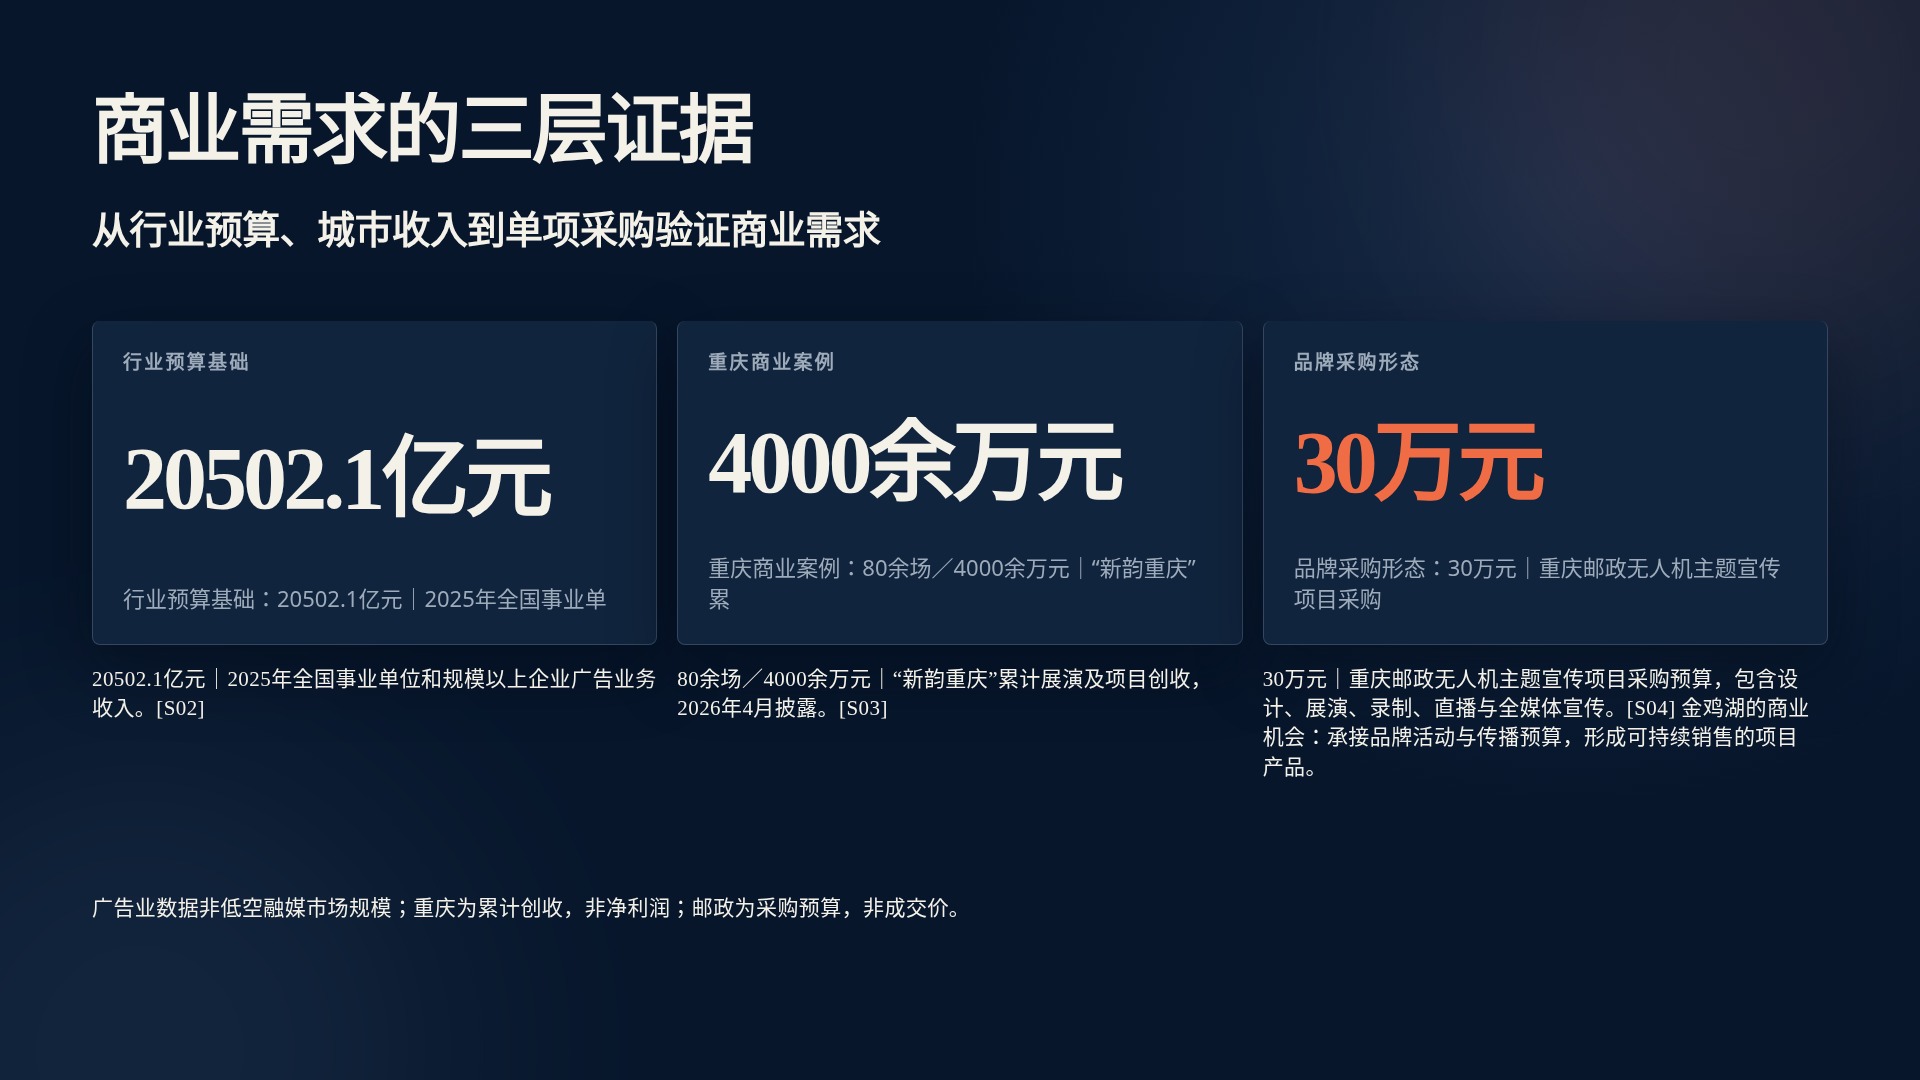 商业需求的三层证据
从行业预算、城市收入到单项采购验证商业需求
行业预算基础
20502.1亿元
行业预算基础：20502.1亿元｜2025年全国事业单
20502.1亿元｜2025年全国事业单位和规模以上企业广告业务
收入。[S02]
重庆商业案例
4000余万元
重庆商业案例：80余场／4000余万元｜“新韵重庆”
累
80余场／4000余万元｜“新韵重庆”累计展演及项目创收，
2026年4月披露。[S03]
品牌采购形态
30万元
品牌采购形态：30万元｜重庆邮政无人机主题宣传
项目采购
30万元｜重庆邮政无人机主题宣传项目采购预算，包含设
计、展演、录制、直播与全媒体宣传。[S04] 金鸡湖的商业
机会：承接品牌活动与传播预算，形成可持续销售的项目
产品。
广告业数据非低空融媒市场规模；重庆为累计创收，非净利润；邮政为采购预算，非成交价。